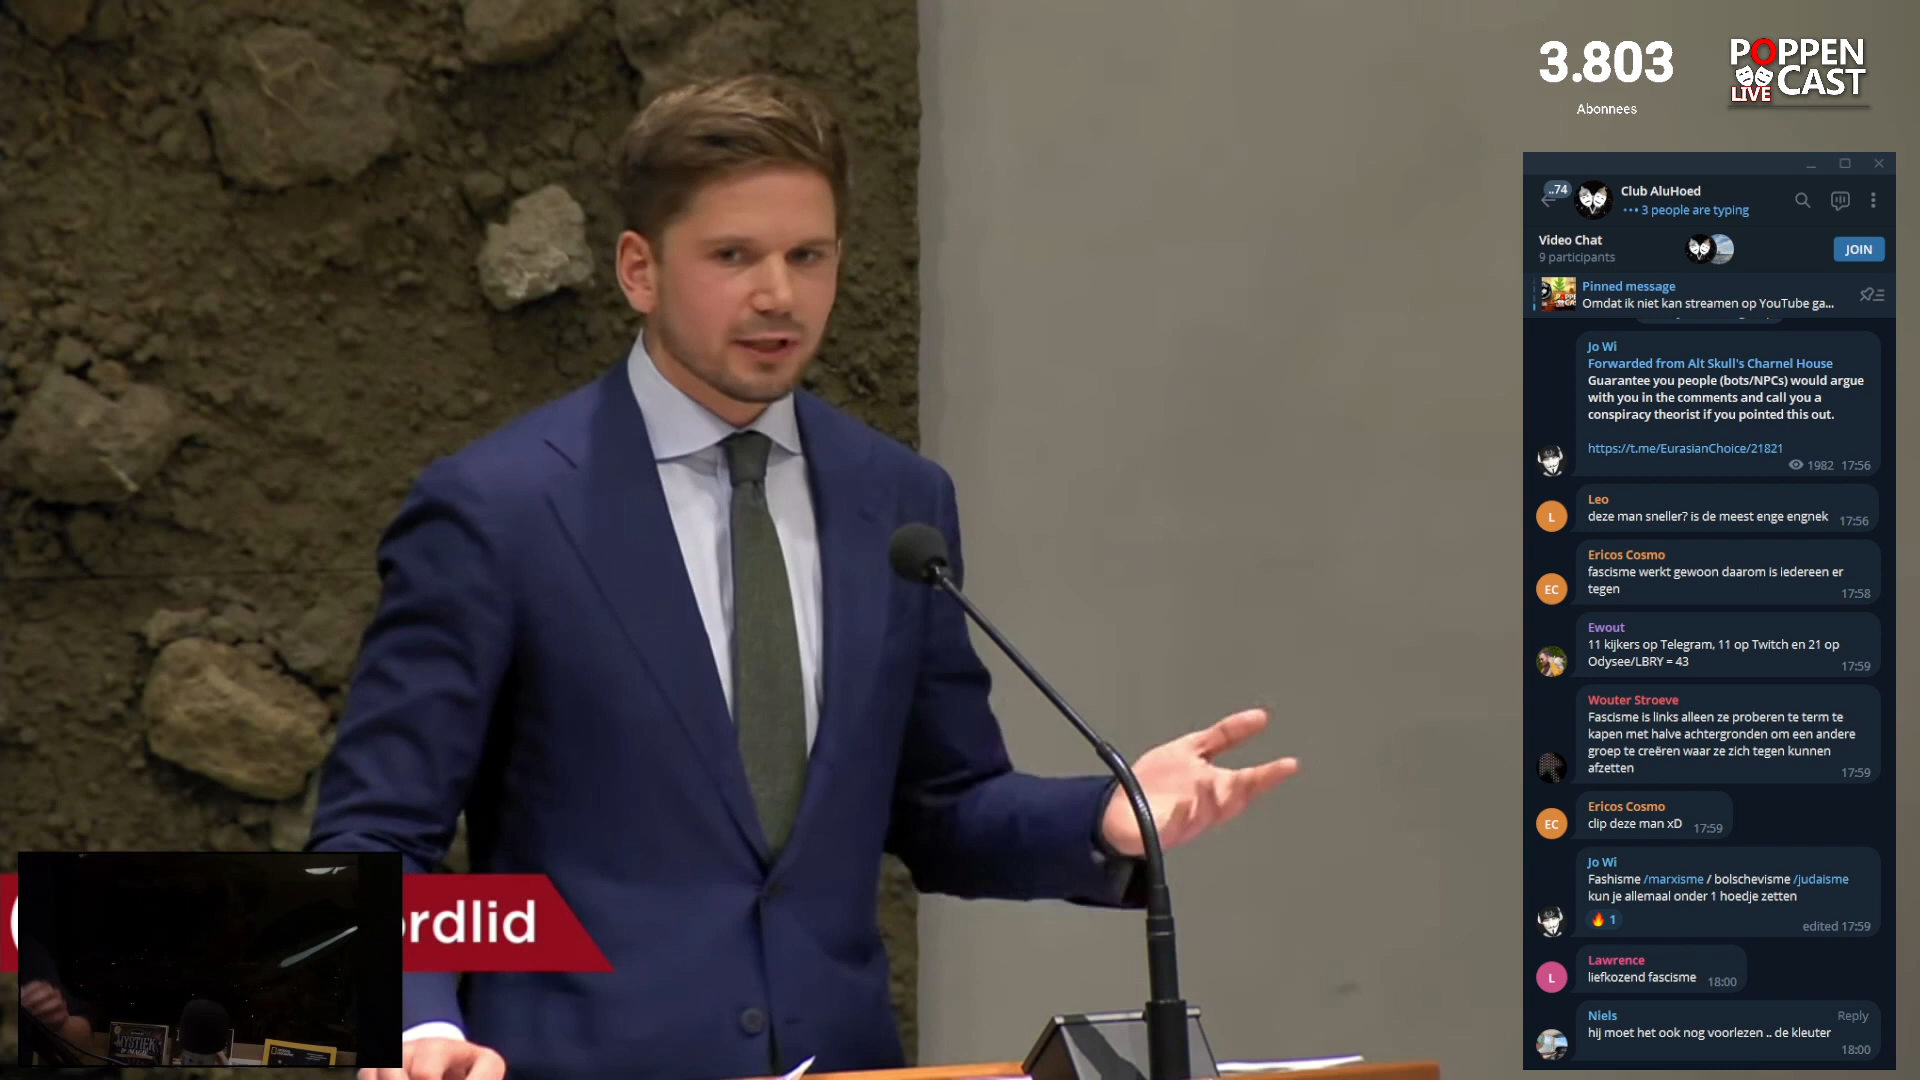 3.803
Abonnees
POPPEN
LIVE CAST
..74
Club AluHoed
3 people are typing
Video Chat
9 participants
JOIN
Pinned message
Omdat ik niet kan streamen op YouTube ga...
Jo Wi
Forwarded from Alt Skull's Charnel House
Guarantee you people (bots/NPCs) would argue
with you in the comments and call you a
conspiracy theorist if you pointed this out.
https://t.me/EurasianChoice/21821
1982 17:56
Leo
L
deze man sneller? is de meest enge engnek 17:56
Ericos Cosmo
fascisme werkt gewoon daarom is iedereen er
EC
tegen 17:58
Ewout
11 kijkers op Telegram, 11 op Twitch en 21 op
Odysee/LBRY = 43 17:59
Wouter Stroeve
Fascisme is links alleen ze proberen te term te
kapen met halve achtergronden om een andere
groep te creëren waar ze zich tegen kunnen
afzetten 17:59
Ericos Cosmo
EC
clip deze man xD 17:59
Jo Wi
Fashisme /marxisme / bolschevisme /judaisme
kun je allemaal onder 1 hoedje zetten
1
edited 17:59
Lawrence
L
liefkozend fascisme 18:00
Niels Reply
hij moet het ook nog voorlezen .. de kleuter
18:00
ordlid
MYSTIEK